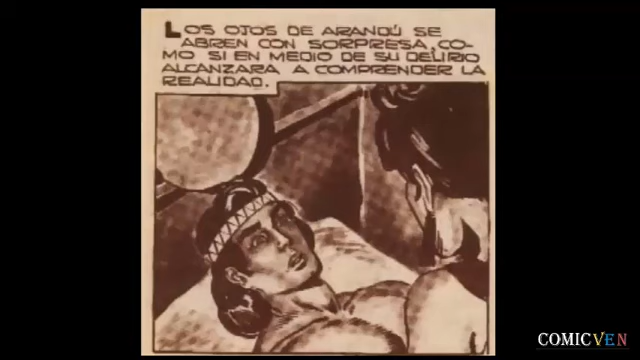 LOS OJOS DE ARANDÚ SE
ABREN CON SORPRESA, CO-
MO SI EN MEDIO DE SU DELIRIO
ALCANZARA A COMPRENDER LA
REALIDAD.
COMICVEN